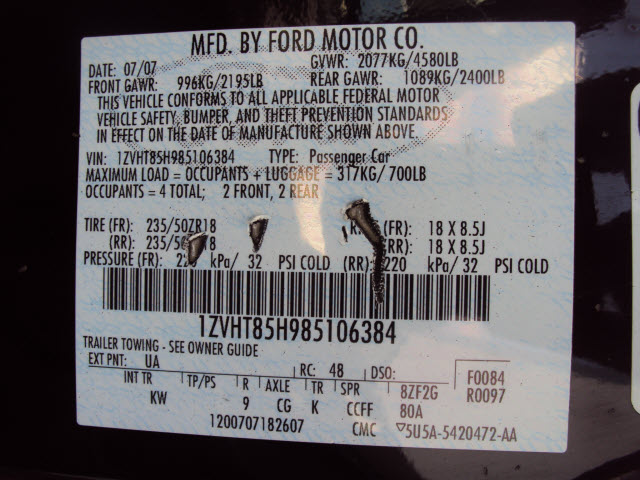 MFD. BY FORD MOTOR CO.
DATE: 07/07 GVWR: 2077KG/4580LB
FRONT GAWR: 996KG/2195LB REAR GAWR: 1089KG/2400LB
THIS VEHICLE CONFORMS TO ALL APPLICABLE FEDERAL MOTOR
VEHICLE SAFETY, BUMPER, AND THEFT PREVENTION STANDARDS
IN EFFECT ON THE DATE OF MANUFACTURE SHOWN ABOVE.
VIN: 1ZVHT85H985106384 TYPE: Passenger Car
MAXIMUM LOAD = OCCUPANTS + LUGGAGE = 317KG/ 700LB
OCCUPANTS = 4 TOTAL; 2 FRONT, 2 REAR
TIRE (FR): 235/50ZR18 (FR): 18 X 8.5J
(RR): 18 X 8.5J
PRESSURE (FR): kPa/ 32 PSI COLD (RR): 220 kPa/ 32 PSI COLD
1ZVHT85H985106384
TRAILER TOWING - SEE OWNER GUIDE
EXT PNT: UA RC: 48 DSO: F0084
INT TR TP/PS R AXLE TR SPR 8ZF2G R0097
KW 9 CG K CCFF 80A
1200707182607 CMC ▽5U5A-5420472-AA